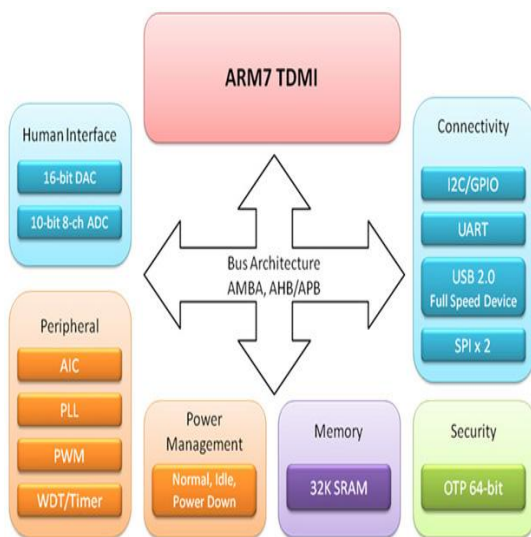 ARM7 TDMI
Human Interface
16-bit DAC
10-bit 8-ch ADC
Connectivity
I2C/GPIO
UART
USB 2.0
Full Speed Device
SPI x 2
Bus Architecture
AMBA, AHB/APB
Peripheral
AIC
PLL
PWM
WDT/Timer
Power
Management
Normal, Idle,
Power Down
Memory
32K SRAM
Security
OTP 64-bit